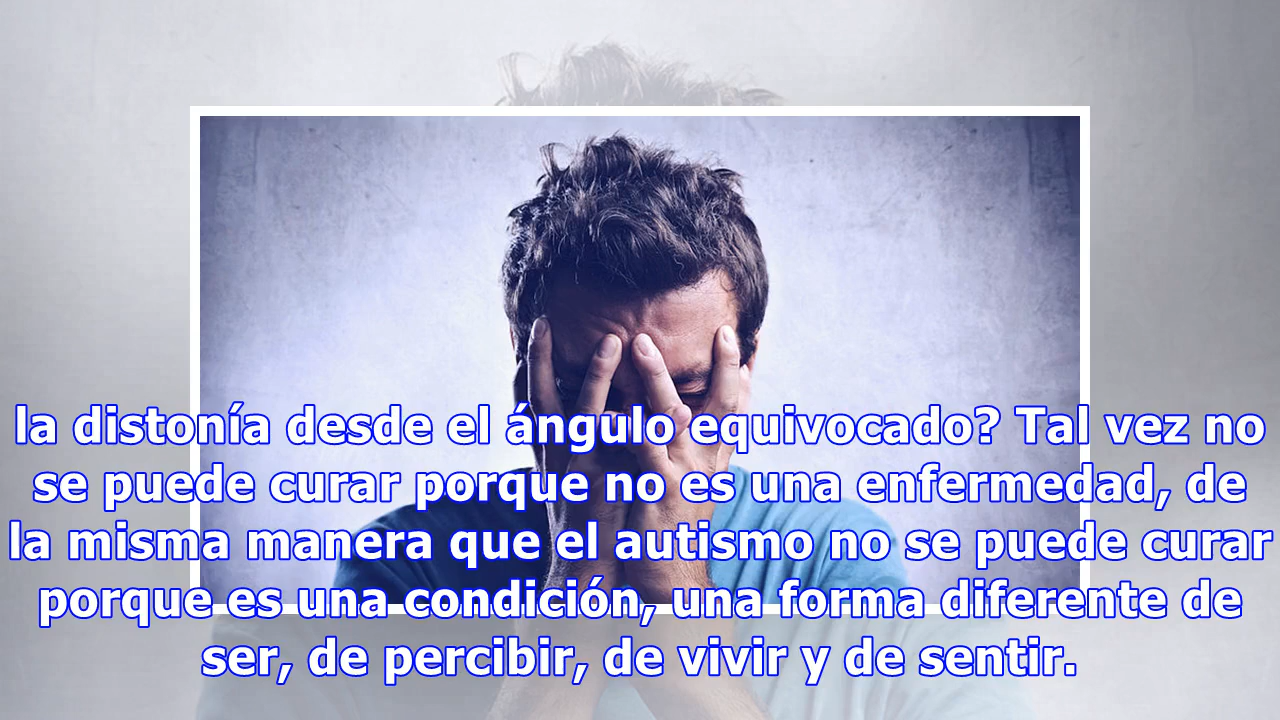 la distonía desde el ángulo equivocado? Tal vez no
se puede curar porque no es una enfermedad, de
la misma manera que el autismo no se puede curar
porque es una condición, una forma diferente de
ser, de percibir, de vivir y de sentir.